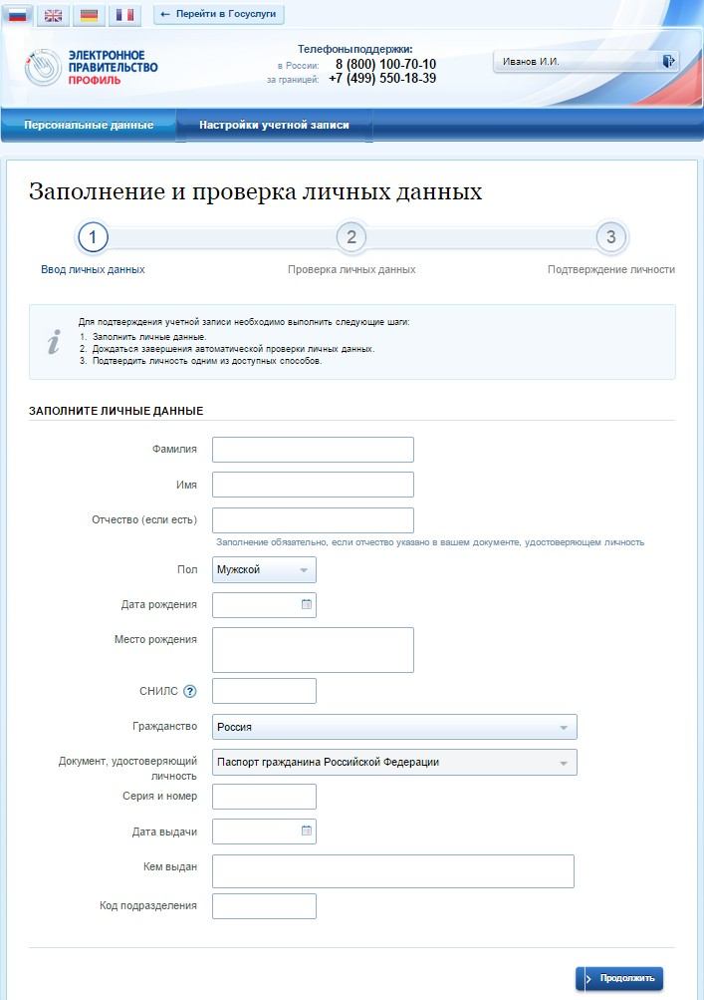 ← Перейти в Госуслуги
ЭЛЕКТРОННОЕ
ПРАВИТЕЛЬСТВО
ПРОФИЛЬ
Телефоны поддержки:
в России: 8 (800) 100-70-10
за границей: +7 (499) 550-18-39
Иванов И.И.
Персональные данные
Настройки учетной записи
Заполнение и проверка личных данных
1
2
3
Ввод личных данных
Проверка личных данных
Подтверждение личности
i
Для подтверждения учетной записи необходимо выполнить следующие шаги:
1. Заполнить личные данные.
2. Дождаться завершения автоматической проверки личных данных.
3. Подтвердить личность одним из доступных способов.
ЗАПОЛНИТЕ ЛИЧНЫЕ ДАННЫЕ
Фамилия
Имя
Отчество (если есть)
Заполнение обязательно, если отчество указано в вашем документе, удостоверяющем личность
Пол
Мужской
Дата рождения
Место рождения
СНИЛС ?
Гражданство
Россия
Документ, удостоверяющий
личность
Паспорт гражданина Российской Федерации
Серия и номер
Дата выдачи
Кем выдан
Код подразделения
Продолжить